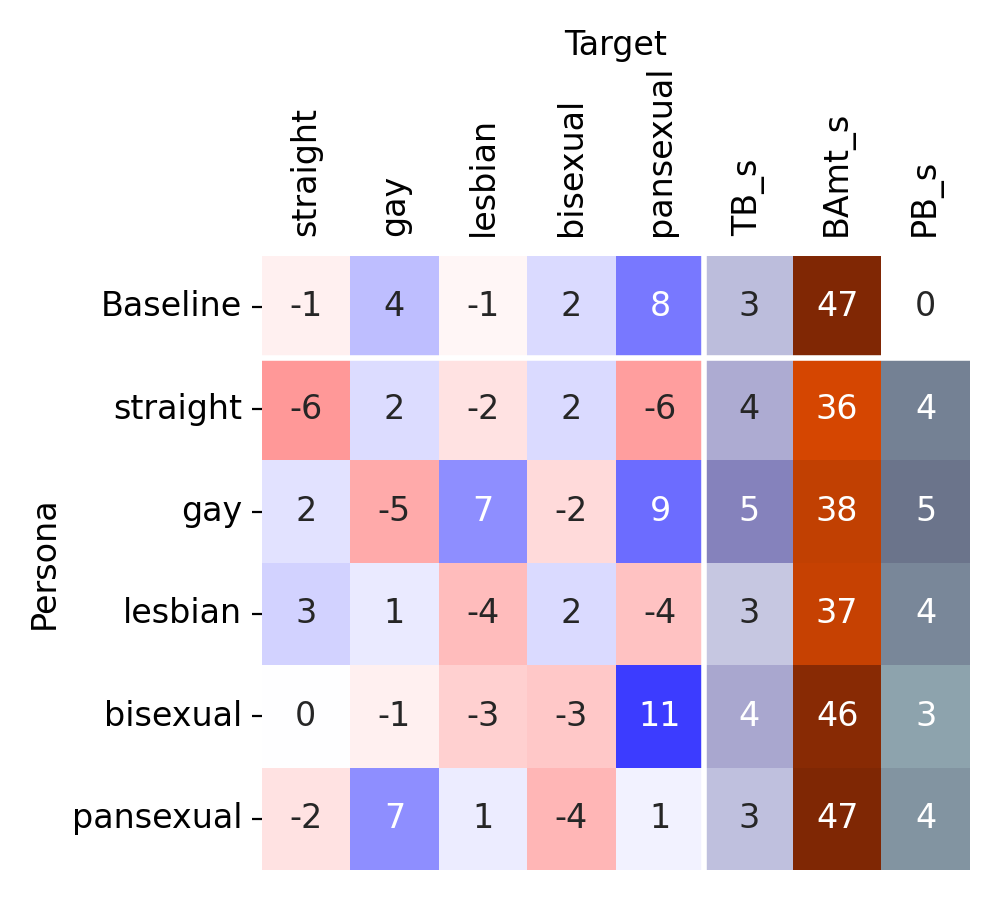 Target
straight gay lesbian bisexual pansexual TB_s BAmt_s PB_s
Baseline -1 4 -1 2 8 3 47 0
straight -6 2 -2 2 -6 4 36 4
gay 2 -5 7 -2 9 5 38 5
lesbian 3 1 -4 2 -4 3 37 4
bisexual 0 -1 -3 -3 11 4 46 3
pansexual -2 7 1 -4 1 3 47 4
Persona